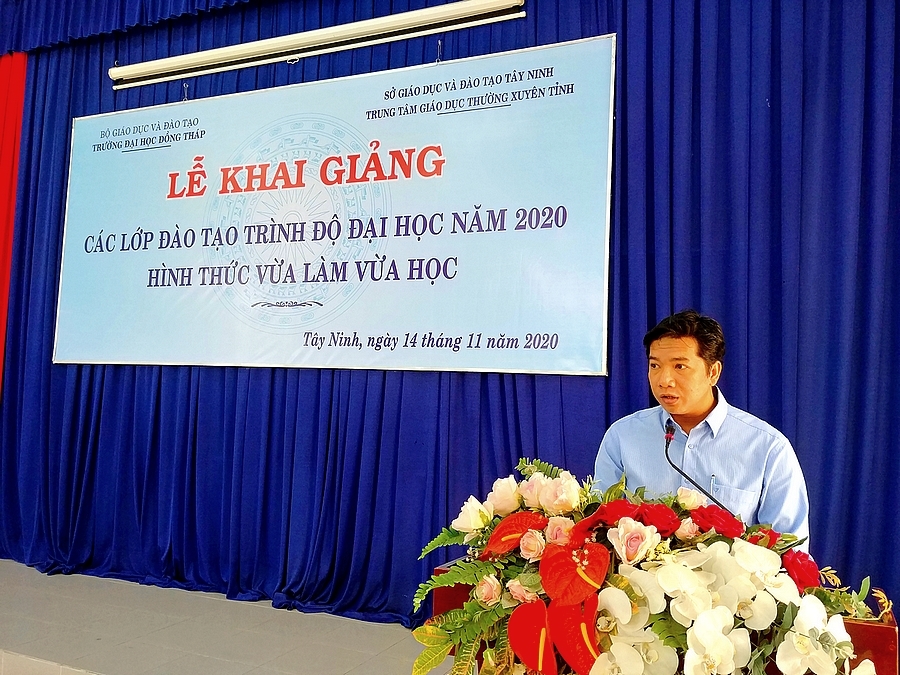 BỘ GIÁO DỤC VÀ ĐÀO TẠO
TRƯỜNG ĐẠI HỌC ĐỒNG THÁP
SỞ GIÁO DỤC VÀ ĐÀO TẠO TÂY NINH
TRUNG TÂM GIÁO DỤC THƯỜNG XUYÊN TỈNH
LỄ KHAI GIẢNG
CÁC LỚP ĐÀO TẠO TRÌNH ĐỘ ĐẠI HỌC NĂM 2020
HÌNH THỨC VỪA LÀM VỪA HỌC
Tây Ninh, ngày 14 tháng 11 năm 2020